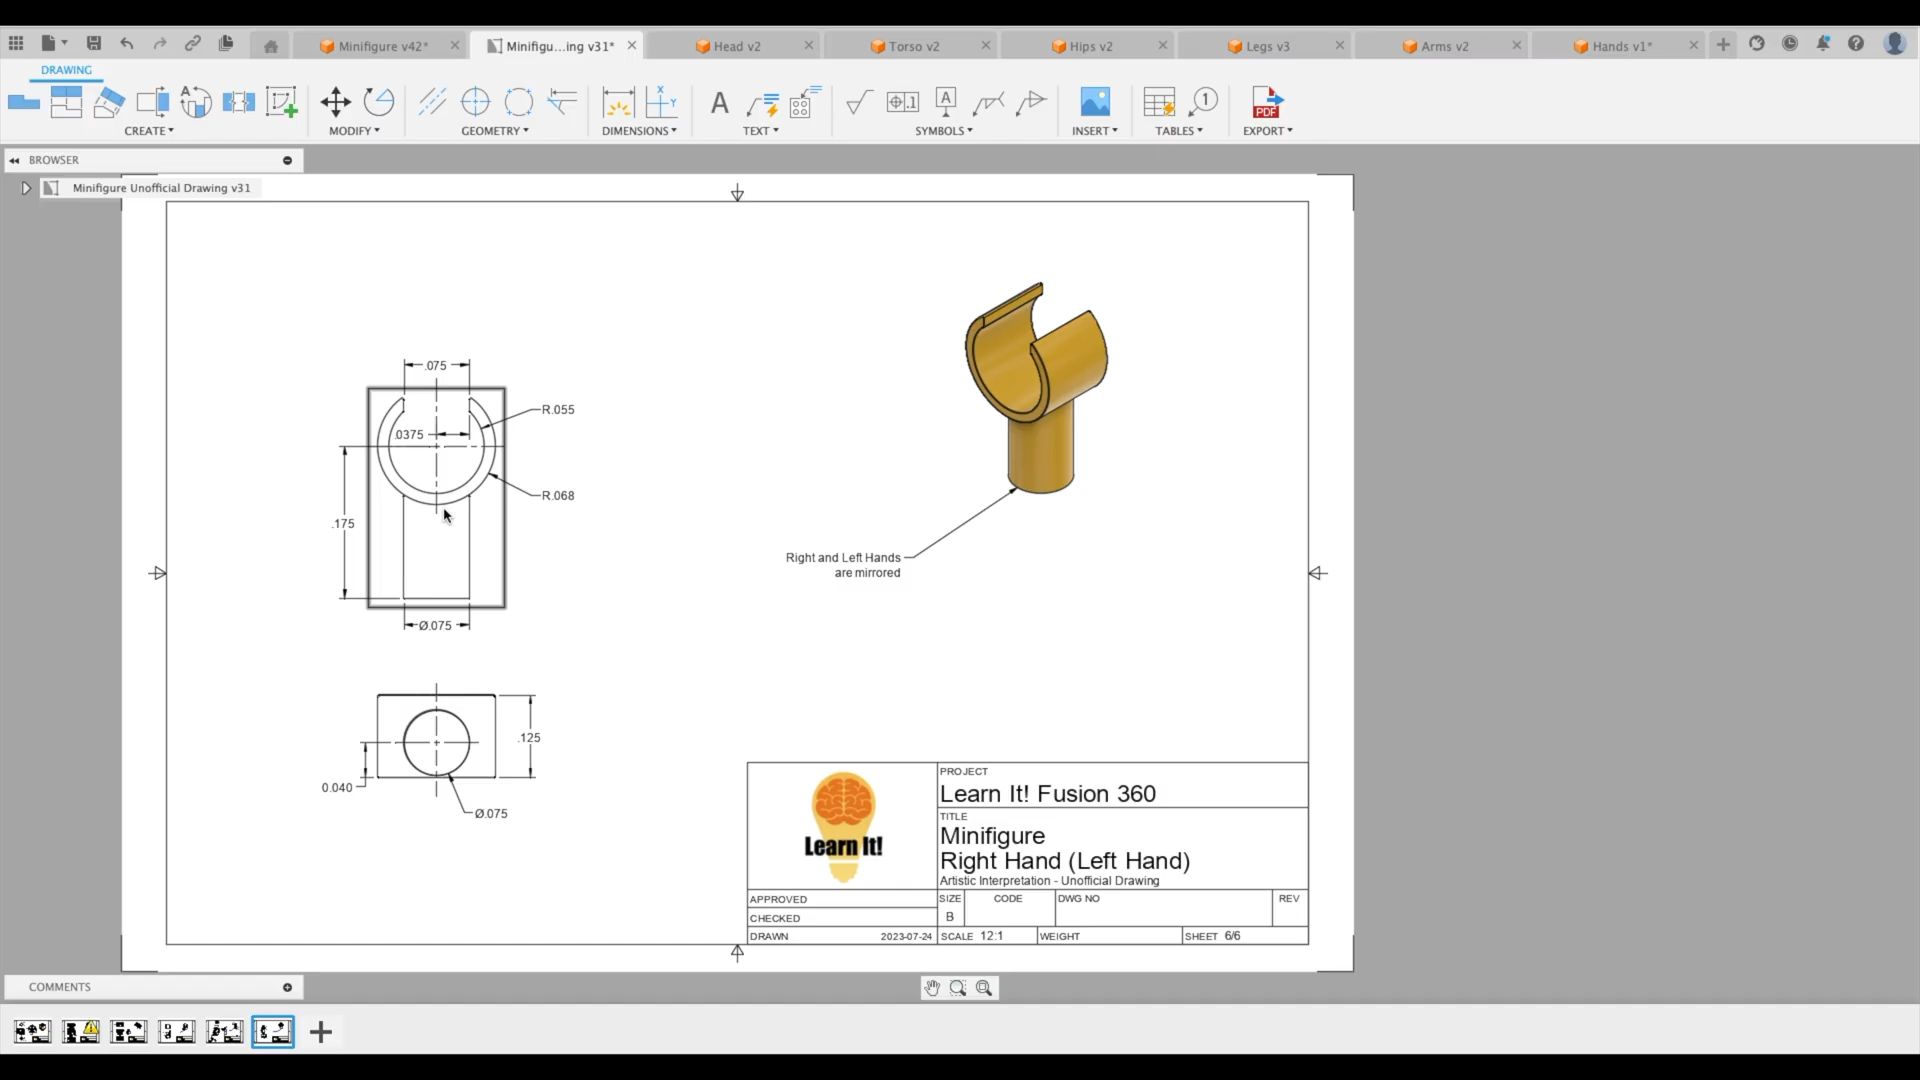 Minifigure v42*
Minifigu...ing v31*
Head v2
Torso v2
Hips v2
Legs v3
Arms v2
Hands v1*
DRAWING
CREATE
MODIFY
GEOMETRY
DIMENSIONS
TEXT
SYMBOLS
INSERT
TABLES
EXPORT
BROWSER
Minifigure Unofficial Drawing v31
.075
R.055
.0375
R.068
.175
Ø.075
.125
0.040
Ø.075
Right and Left Hands
are mirrored
Learn It!
PROJECT
Learn It! Fusion 360
TITLE
Minifigure
Right Hand (Left Hand)
Artistic Interpretation - Unofficial Drawing
APPROVED
SIZE CODE DWG NO REV
B
CHECKED
DRAWN 2023-07-24 SCALE 12:1 WEIGHT SHEET 6/6
COMMENTS